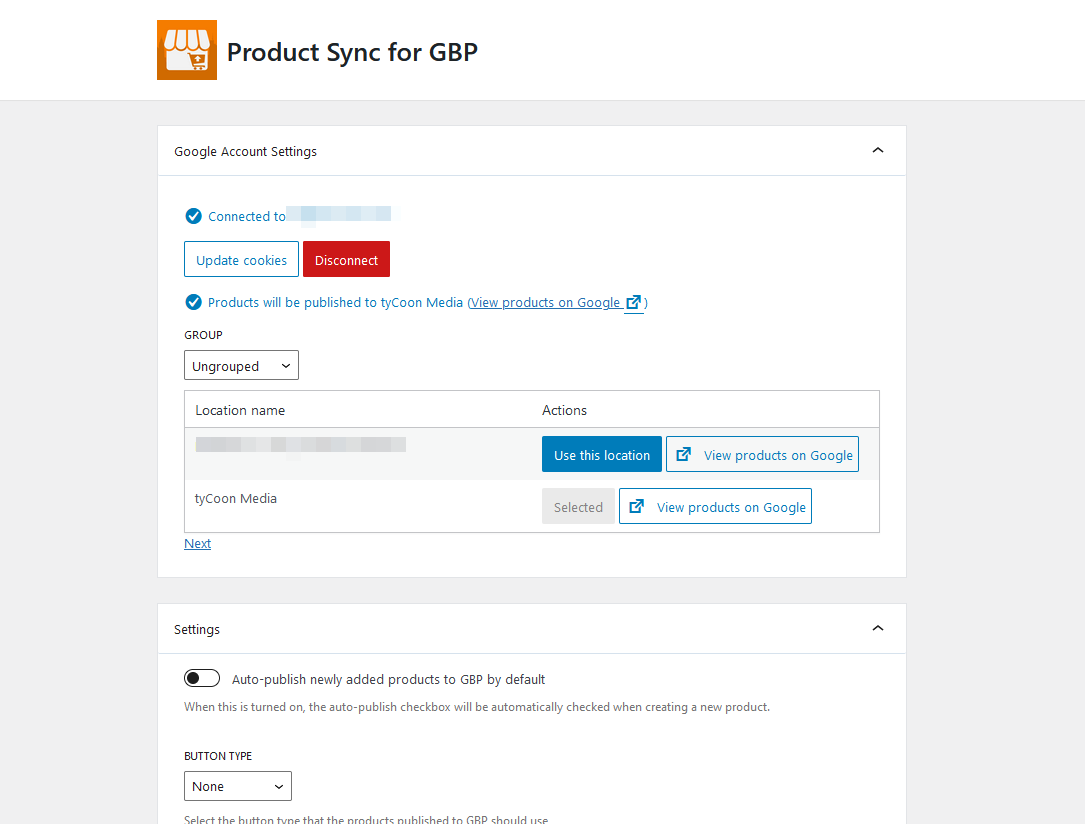 Product Sync for GBP
Google Account Settings
Connected to
Update cookies Disconnect
Products will be published to tyCoon Media (View products on Google )
GROUP
Ungrouped
Location name Actions
Use this location View products on Google
tyCoon Media Selected View products on Google
Next
Settings
Auto-publish newly added products to GBP by default
When this is turned on, the auto-publish checkbox will be automatically checked when creating a new product.
BUTTON TYPE
None
Select the button type that the products published to GBP should use